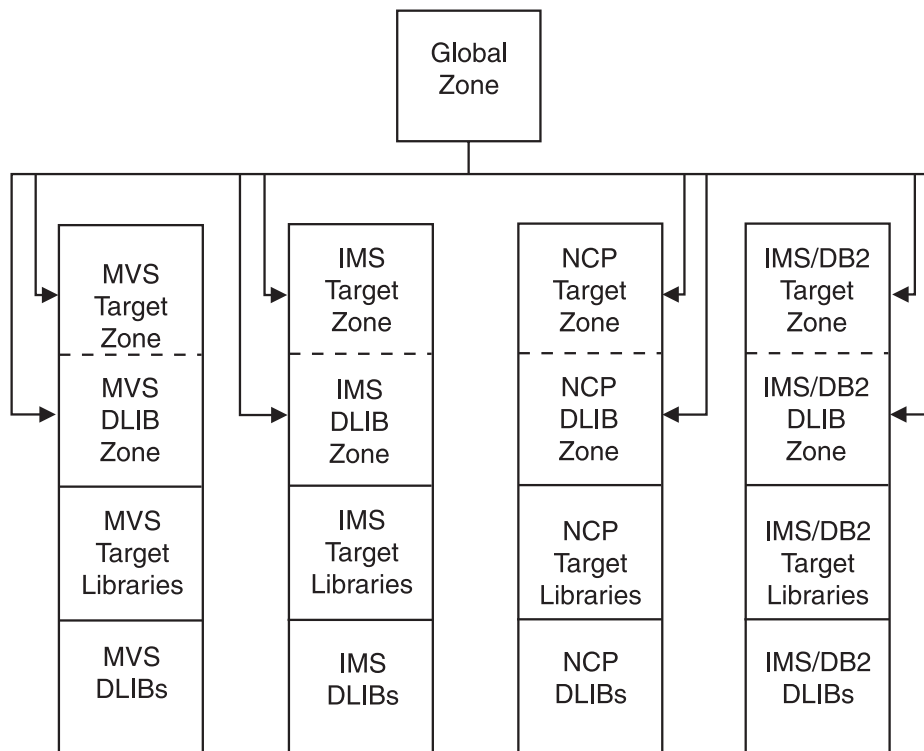 Global
Zone
MVS
Target
Zone
MVS
DLIB
Zone
MVS
Target
Libraries
MVS
DLIBs
IMS
Target
Zone
IMS
DLIB
Zone
IMS
Target
Libraries
IMS
DLIBs
NCP
Target
Zone
NCP
DLIB
Zone
NCP
Target
Libraries
NCP
DLIBs
IMS/DB2
Target
Zone
IMS/DB2
DLIB
Zone
IMS/DB2
Target
Libraries
IMS/DB2
DLIBs